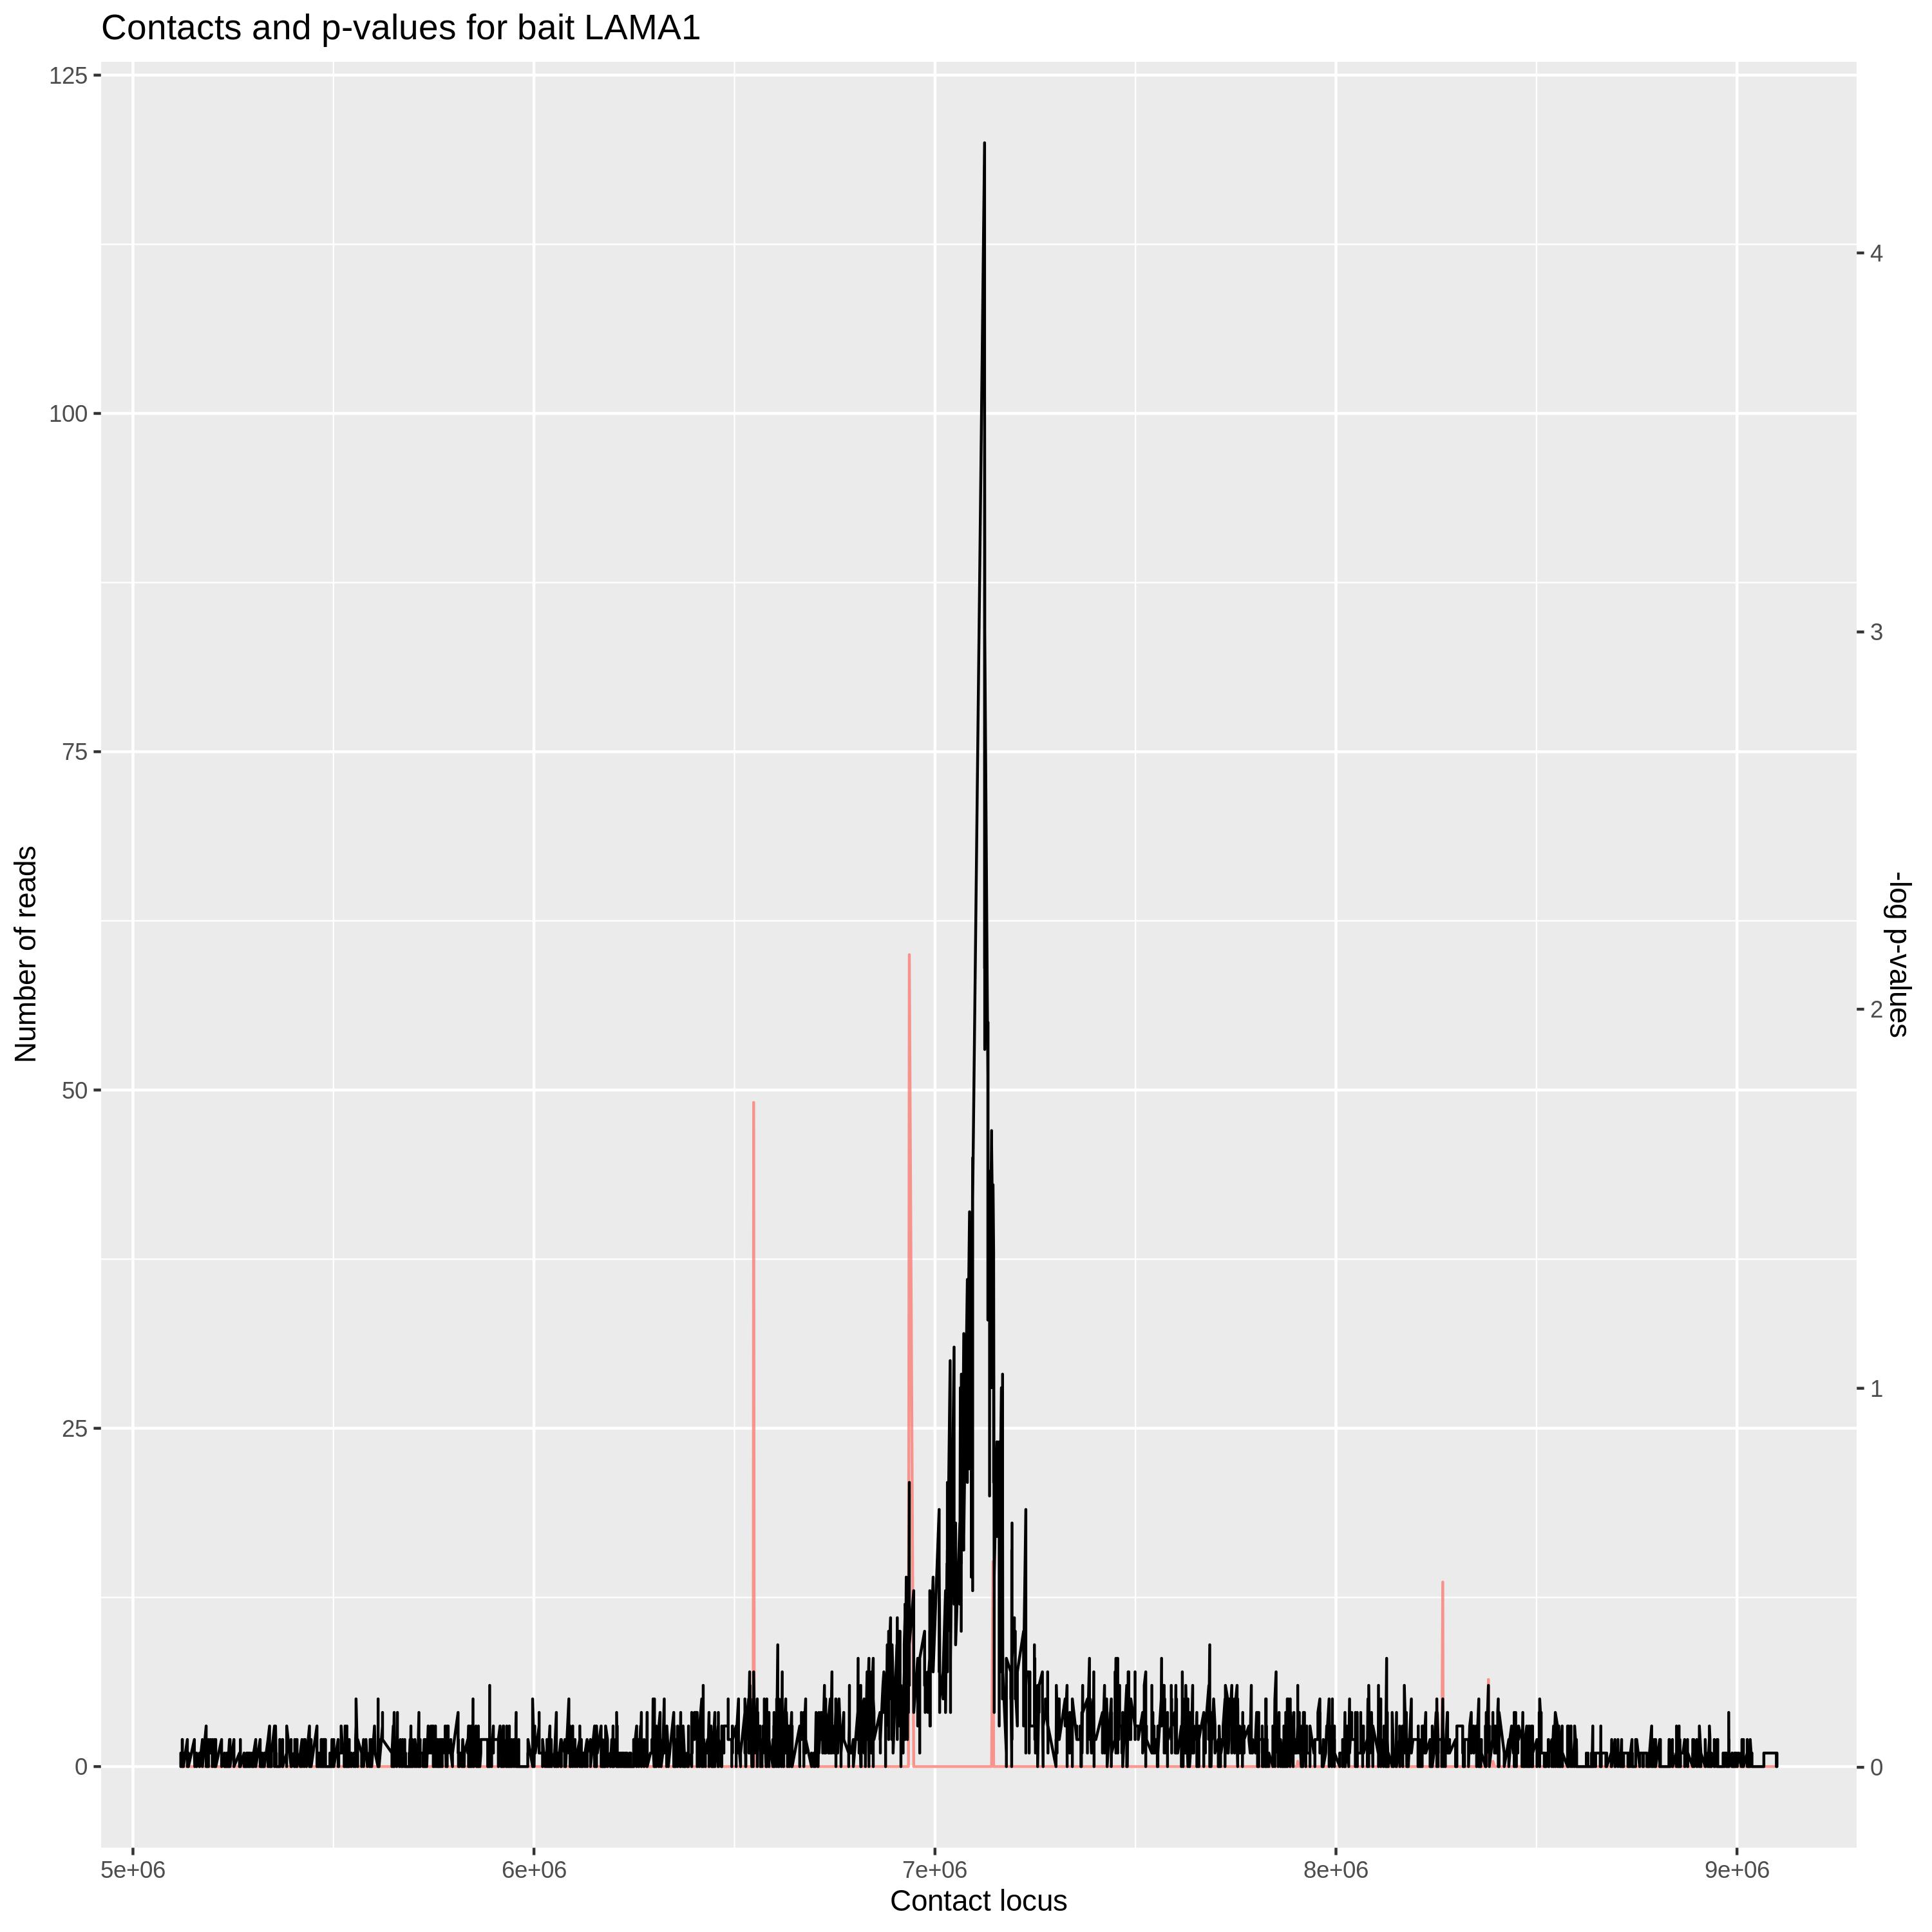 Contacts and p-values for bait LAMA1
125
100
75
50
25
0
Number of reads
4
3
2
1
0
-log p-values
5e+06 6e+06 7e+06 8e+06 9e+06
Contact locus